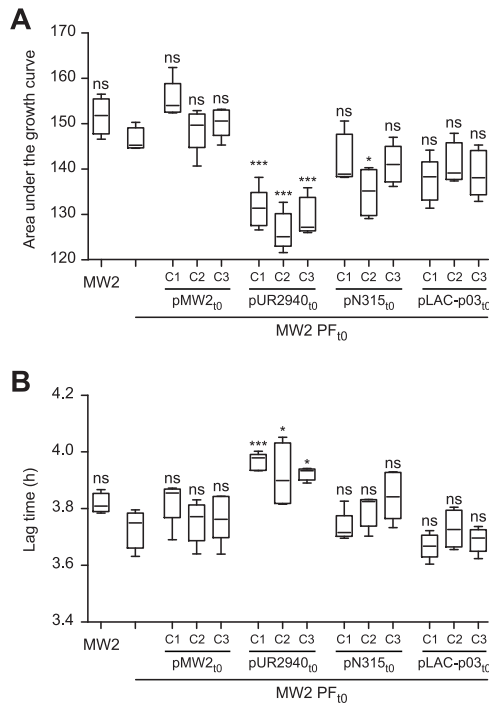 A
Area under the growth curve
170
160
150
140
130
120
ns
ns
ns
ns
***
***
***
ns
*
ns
ns
ns
ns
C1 C2 C3 C1 C2 C3 C1 C2 C3 C1 C2 C3
MW2 pMW2t0 pUR2940t0 pN315t0 pLAC-p03t0
MW2 PFt0
B
Lag time (h)
4.2
4.0
3.8
3.6
3.4
ns
ns
ns
ns
***
*
*
ns
ns
ns
ns
ns
ns
C1 C2 C3 C1 C2 C3 C1 C2 C3 C1 C2 C3
MW2 pMW2t0 pUR2940t0 pN315t0 pLAC-p03t0
MW2 PFt0